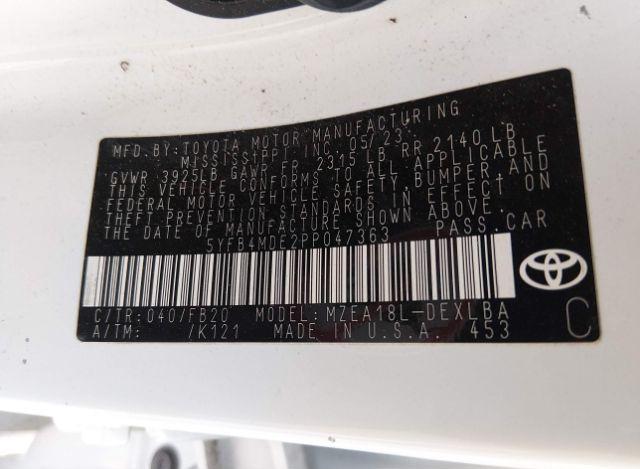 MFD.BY:TOYOTA MOTOR MANUFACTURING
MISSISSIPPI, INC. 05/23
GVWR 3925LB GAWR FR 2315 LB RR 2140 LB
THIS VEHICLE CONFORMS TO ALL APPLICABLE
FEDERAL MOTOR VEHICLE SAFETY, BUMPER, AND
THEFT PREVENTION STANDARDS IN EFFECT ON
THE DATE OF MANUFACTURE SHOWN ABOVE.
5YFB4MDE2PP047363 PASS.CAR
C/TR:040/FB20 MODEL:MZEA18L-DEXLBA
A/TM: /K121 MADE IN U.S.A. 453
C